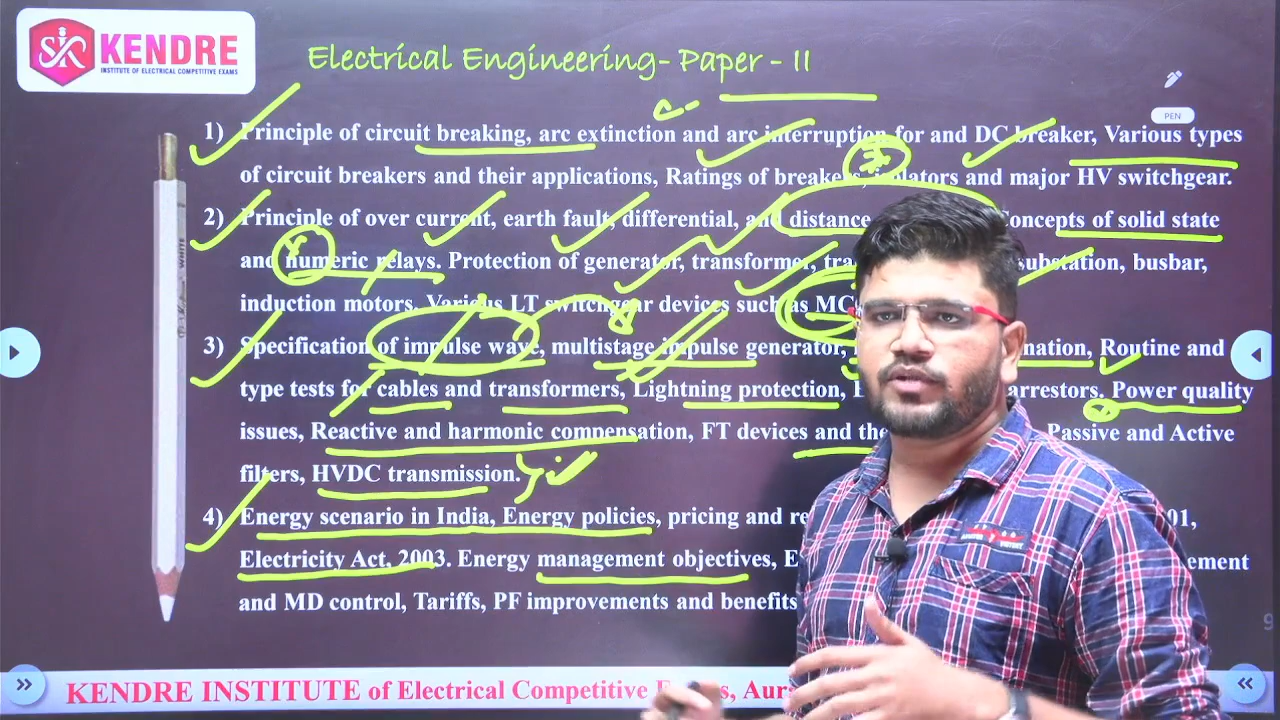 KENDRE
INSTITUTE OF ELECTRICAL COMPETITIVE EXAMS
Electrical Engineering- Paper - II
PEN
1) Principle of circuit breaking, arc extinction and arc interruption for and DC breaker, Various types
of circuit breakers and their applications, Ratings of breakers, isolators and major HV switchgear.
2) Principle of over current, earth fault, differential, and distance Concepts of solid state
and numeric relays. Protection of generator, transformer, substation, busbar,
induction motors. Various LT switchgear devices such as
3) Specification of impulse wave, multistage impulse generator, Routine and
type tests for cables and transformers, Lightning protection, arrestors. Power quality
issues, Reactive and harmonic compensation, FT devices and Passive and Active
filters, HVDC transmission.
4) Energy scenario in India, Energy policies, pricing and
Electricity Act, 2003. Energy management objectives,
and MD control, Tariffs, PF improvements and benefits
KENDRE INSTITUTE of Electrical Competitive